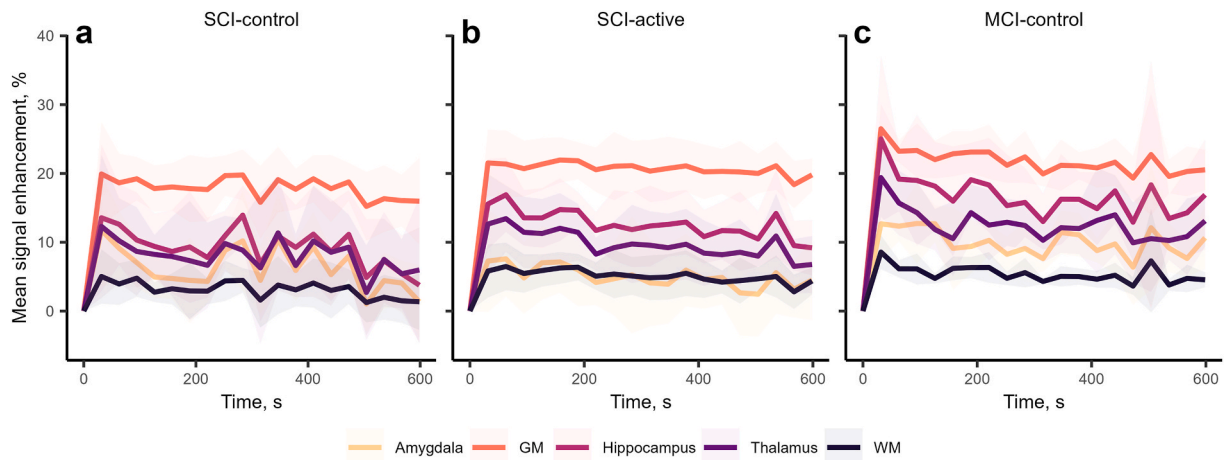 SCI-control SCI-active MCI-control
a b c
Mean signal enhancement, %
40
30
20
10
0
0 200 400 600 0 200 400 600 0 200 400 600
Time, s Time, s Time, s
Amygdala GM Hippocampus Thalamus WM